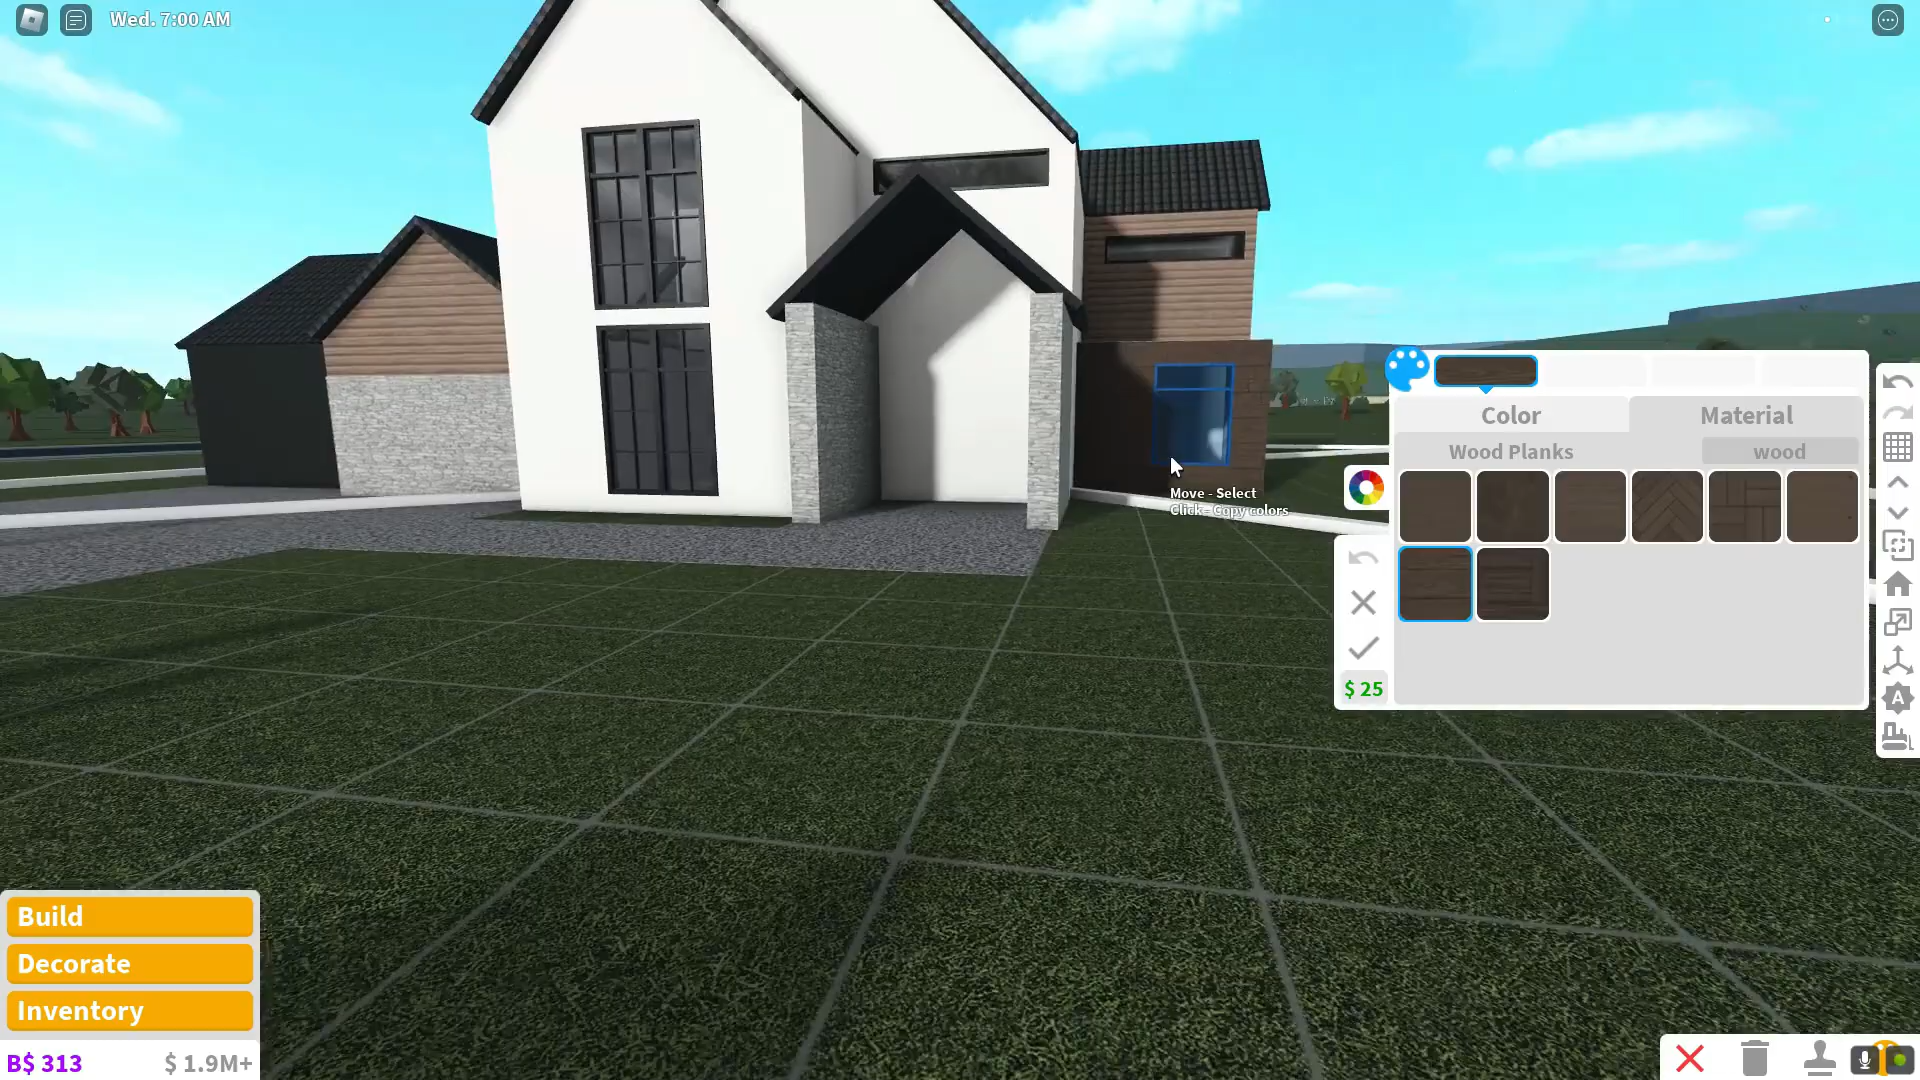 Wed. 7:00 AM
Color
Material
Wood Planks
wood
Move - Select
Click - Copy colors
$ 25
A
Build
Decorate
Inventory
B$ 313
$ 1.9M+